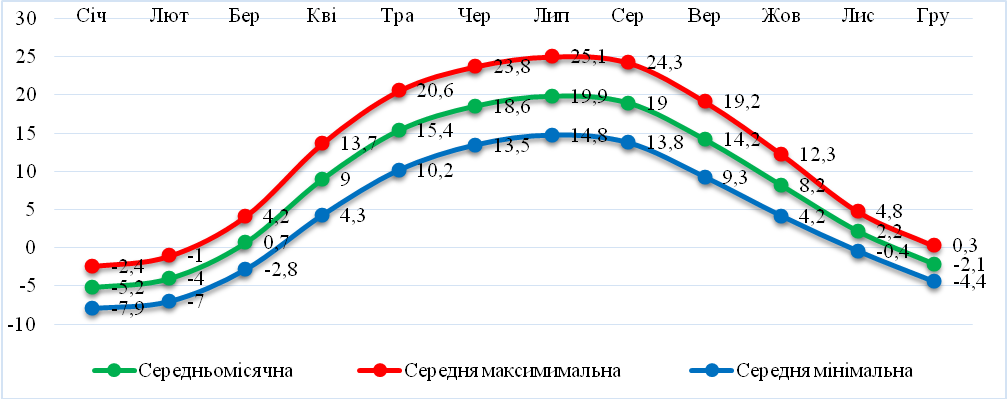 30
Січ Лют Бер Кві Тра Чер Лип Сер Вер Жов Лис Гру
25
20
15
10
5
0
-5
-10
-2,4 -1 4,2 13,7 20,6 23,8 25,1 24,3 19,2 12,3 4,8 0,3
-5,2 -4 0,7 9 15,4 18,6 19,9 19 14,2 8,2 2,2 -2,1
-7,9 -7 -2,8 4,3 10,2 13,5 14,8 13,8 9,3 4,2 -0,4 -4,4
Середньомісячна Середня максимимальна Середня мінімальна